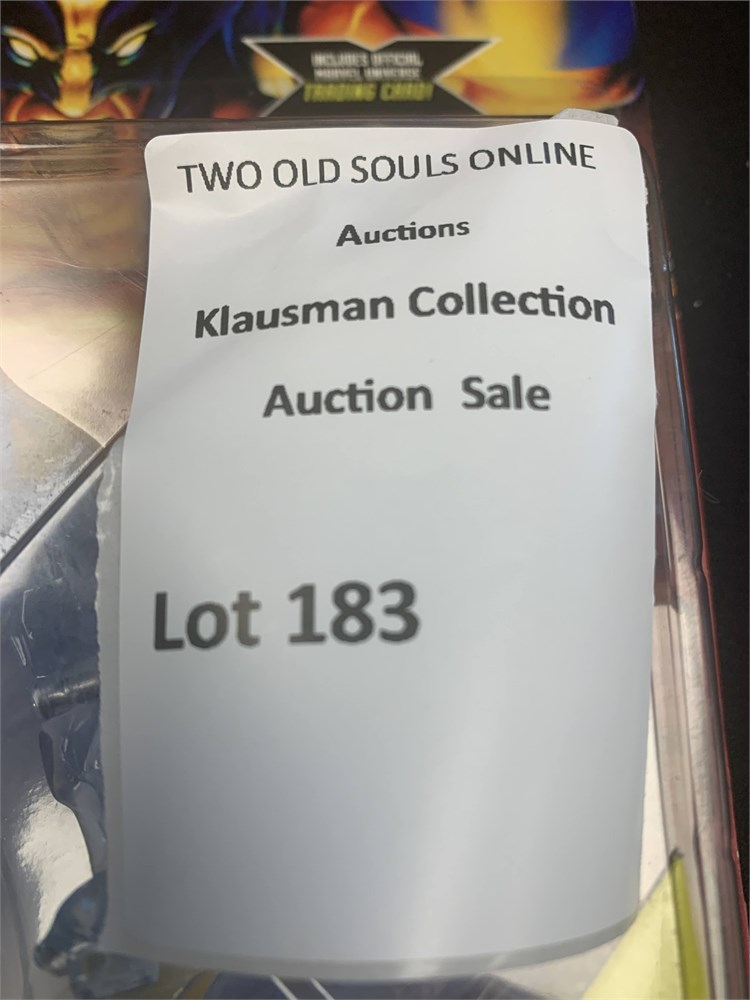 INCLUDES OFFICIAL
MARVEL UNIVERSE
TRADING CARD!
TWO OLD SOULS ONLINE
Auctions
Klausman Collection
Auction Sale
Lot 183